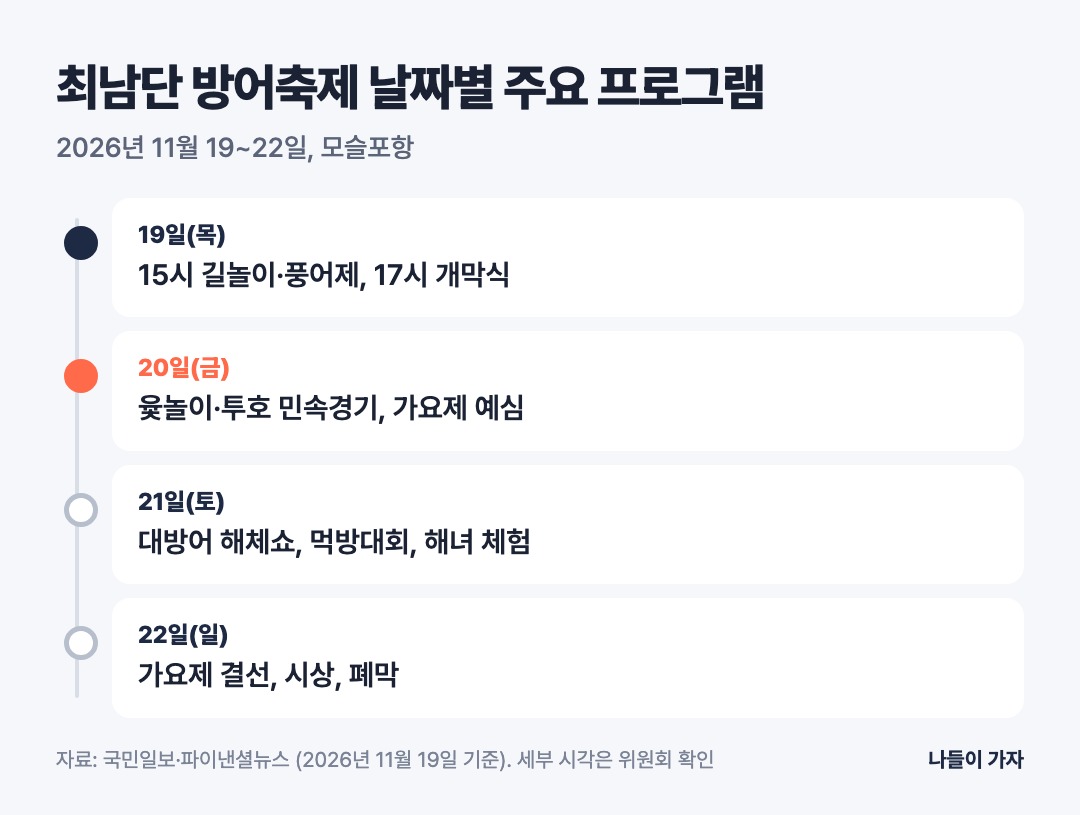 최남단 방어축제 날짜별 주요 프로그램
2026년 11월 19~22일, 모슬포항
19일(목)
15시 길놀이·풍어제, 17시 개막식
20일(금)
윷놀이·투호 민속경기, 가요제 예심
21일(토)
대방어 해체쇼, 먹방대회, 해녀 체험
22일(일)
가요제 결선, 시상, 폐막
자료: 국민일보·파이낸셜뉴스 (2026년 11월 19일 기준). 세부 시각은 위원회 확인
나들이 가자